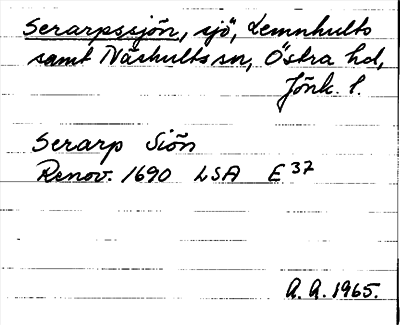 Serarpssjön, sjö, Lemnhults
samt Näshults sn, Östra hd,
Jönk. l.
Serarp Siön
Renov. 1690 LSA E 37
A. A. 1965.